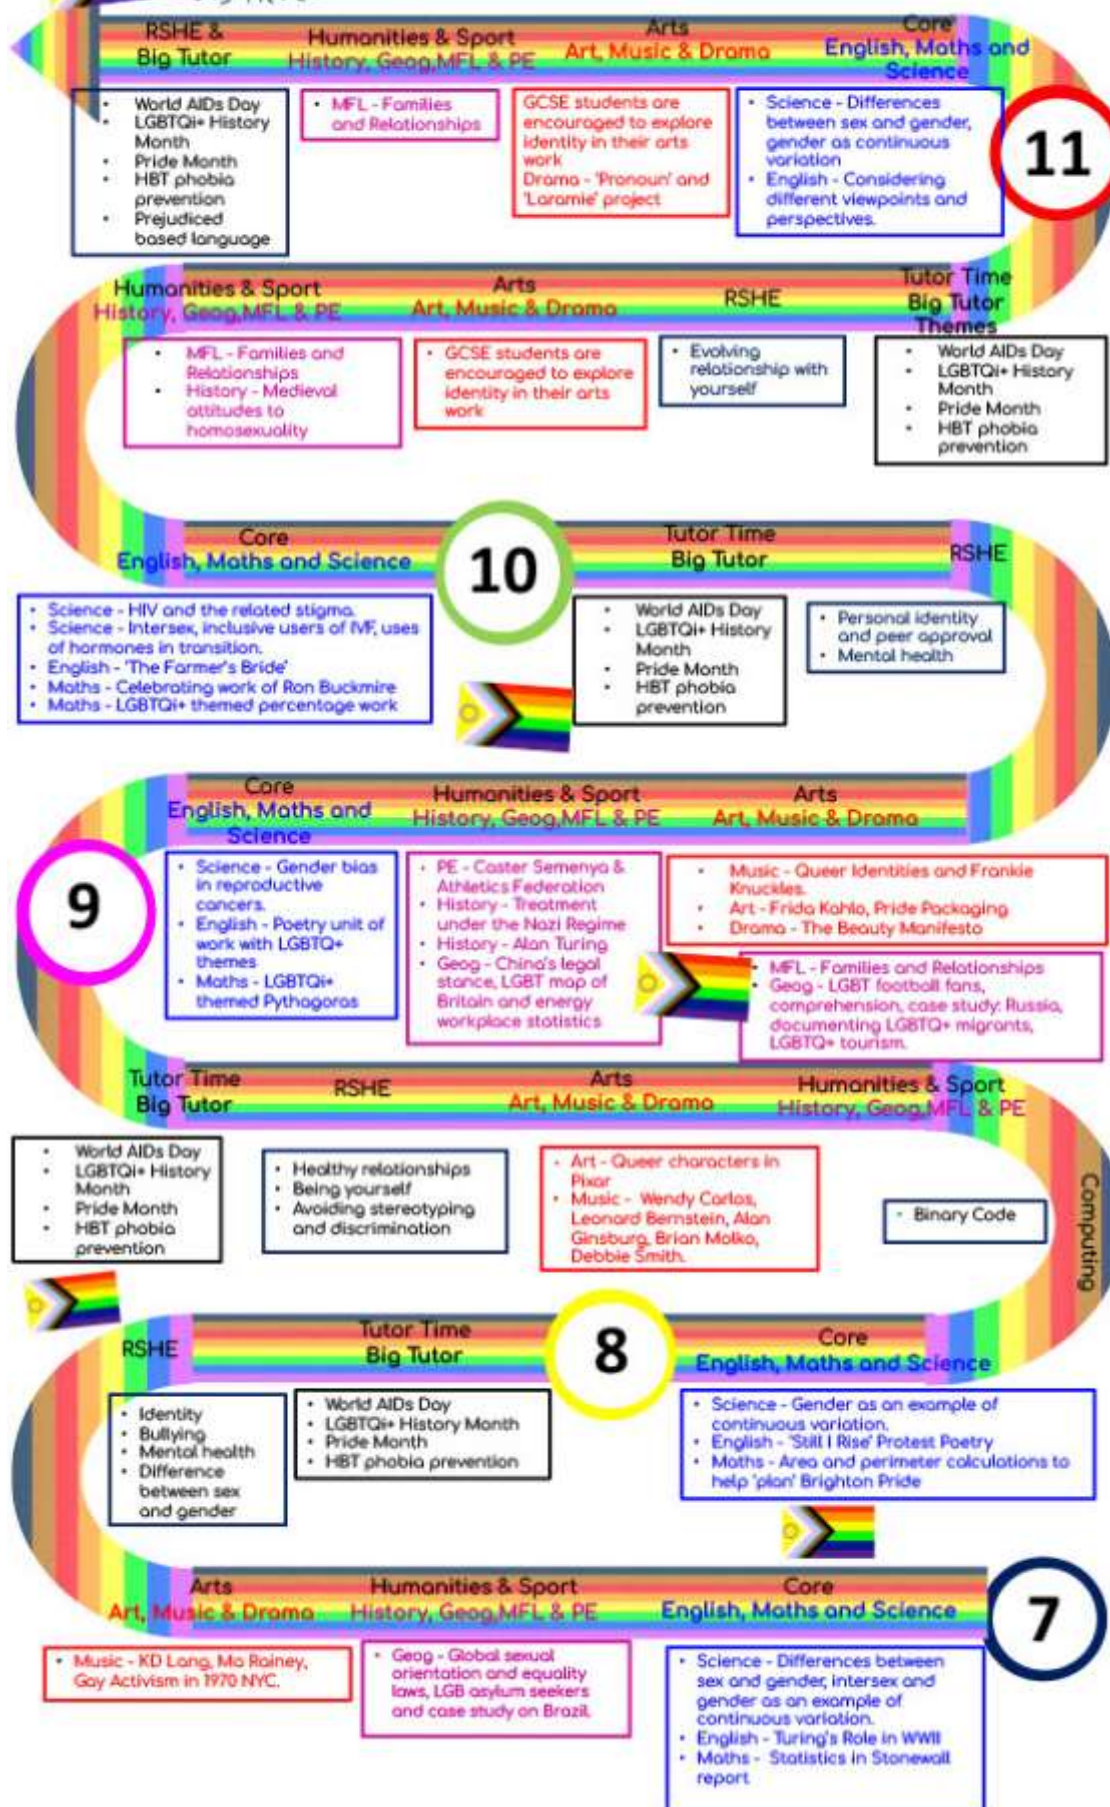 RSHE &
Big Tutor
Humanities & Sport
History, Geog,MFL & PE
Arts
Art, Music & Drama
Core
English, Maths and
Science
• World AIDs Day
• LGBTQi+ History
Month
• Pride Month
• HBT phobia
prevention
• Prejudiced
based language
• MFL - Families
and Relationships
GCSE students are
encouraged to explore
identity in their arts
work
Drama - 'Pronoun' and
'Laramie' project
• Science - Differences
between sex and gender,
gender as continuous
variation
• English - Considering
different viewpoints and
perspectives.
11
Humanities & Sport
History, Geog,MFL & PE
Arts
Art, Music & Drama
RSHE
Tutor Time
Big Tutor
Themes
• MFL - Families and
Relationships
• History - Medieval
attitudes to
homosexuality
• GCSE students are
encouraged to explore
identity in their arts
work
• Evolving
relationship with
yourself
• World AIDs Day
• LGBTQi+ History
Month
• Pride Month
• HBT phobia
prevention
Core
English, Maths and Science
10
Tutor Time
Big Tutor
RSHE
• Science - HIV and the related stigma.
• Science - Intersex, inclusive users of IVF, uses
of hormones in transition.
• English - 'The Farmer's Bride'
• Maths - Celebrating work of Ron Buckmire
• Maths - LGBTQi+ themed percentage work
• World AIDs Day
• LGBTQi+ History
Month
• Pride Month
• HBT phobia
prevention
• Personal identity
and peer approval
• Mental health
Core
English, Maths and
Science
Humanities & Sport
History, Geog,MFL & PE
Arts
Art, Music & Drama
9
• Science - Gender bias
in reproductive
cancers.
• English - Poetry unit of
work with LGBTQ+
themes
• Maths - LGBTQi+
themed Pythagoras
• PE - Caster Semenya &
Athletics Federation
• History - Treatment
under the Nazi Regime
• History - Alan Turing
• Geog - China's legal
stance, LGBT map of
Britain and energy
workplace statistics
• Music - Queer Identities and Frankie
Knuckles.
• Art - Frida Kahlo, Pride Packaging
• Drama - The Beauty Manifesto
• MFL - Families and Relationships
• Geog - LGBT football fans,
comprehension, case study: Russia,
documenting LGBTQ+ migrants,
LGBTQ+ tourism.
Tutor Time
Big Tutor
RSHE
Arts
Art, Music & Drama
Humanities & Sport
History, Geog,MFL & PE
• World AIDs Day
• LGBTQi+ History
Month
• Pride Month
• HBT phobia
prevention
• Healthy relationships
• Being yourself
• Avoiding stereotyping
and discrimination
• Art - Queer characters in
Pixar
• Music - Wendy Carlos,
Leonard Bernstein, Alan
Ginsburg, Brian Molko,
Debbie Smith.
• Binary Code
Computing
RSHE
Tutor Time
Big Tutor
8
Core
English, Maths and Science
• Identity
• Bullying
• Mental health
• Difference
between sex
and gender
• World AIDs Day
• LGBTQi+ History Month
• Pride Month
• HBT phobia prevention
• Science - Gender as an example of
continuous variation.
• English - 'Still I Rise' Protest Poetry
• Maths - Area and perimeter calculations to
help 'plan' Brighton Pride
Arts
Art, Music & Drama
Humanities & Sport
History, Geog,MFL & PE
Core
English, Maths and Science
7
• Music - KD Lang, Ma Rainey,
Gay Activism in 1970 NYC.
• Geog - Global sexual
orientation and equality
laws, LGB asylum seekers
and case study on Brazil.
• Science - Differences between
sex and gender, intersex and
gender as an example of
continuous variation.
• English - Turing's Role in WWII
• Maths - Statistics in Stonewall
report